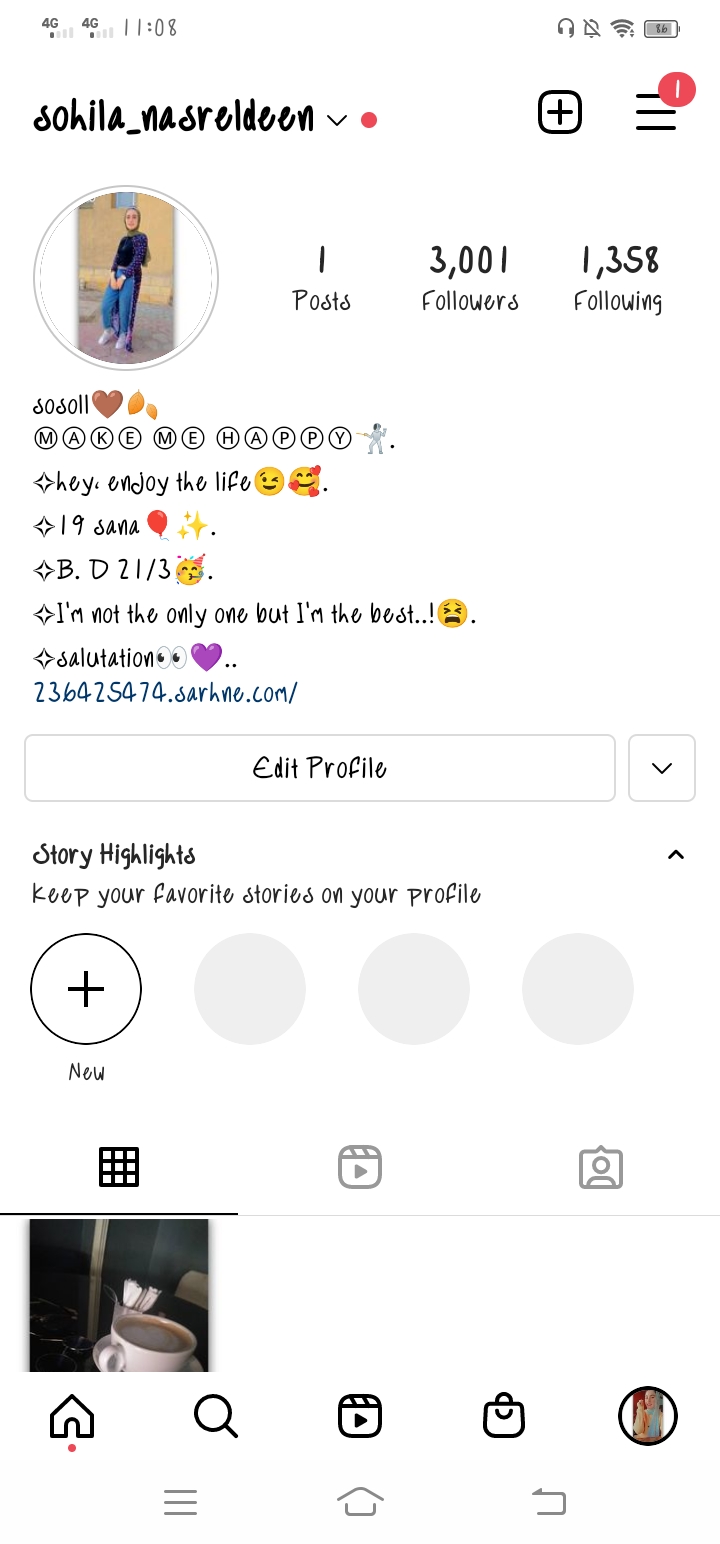 4G 4G 11:08 86
sohila_nasreldeen
1
1 3,001 1,358
Posts Followers Following
sosoll🤎🍂
Ⓜⓐⓚⓔ ⓜⓔ ⓗⓐⓟⓟⓨ🤺.
✧hey، enjoy the life😉🥰.
✧19 sana🎈✨.
✧B. D 21/3🥳.
✧I'm not the only one but I'm the best..!😫.
✧salutation👀💜..
236425474.sarhne.com/
Edit Profile
Story Highlights
Keep your favorite stories on your profile
New